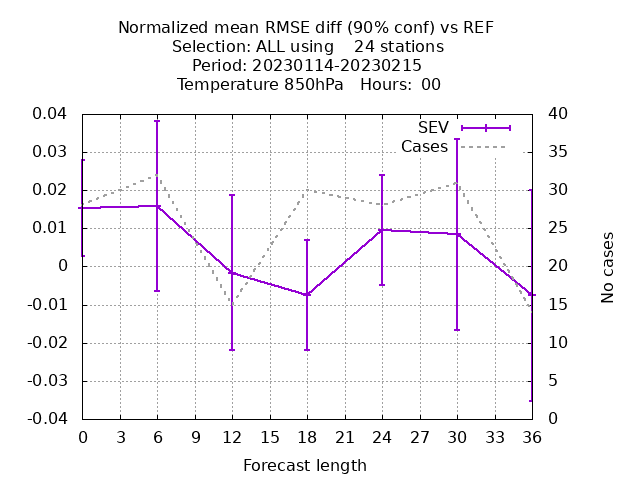 Normalized mean RMSE diff (90% conf) vs REF
Selection: ALL using    24 stations
Period: 20230114-20230215
Temperature 850hPa   Hours:  00
SEV
Cases
0.04
0.03
0.02
0.01
0
-0.01
-0.02
-0.03
-0.04
40
35
30
25
20
15
10
5
0
No cases
0 3 6 9 12 15 18 21 24 27 30 33 36
Forecast length